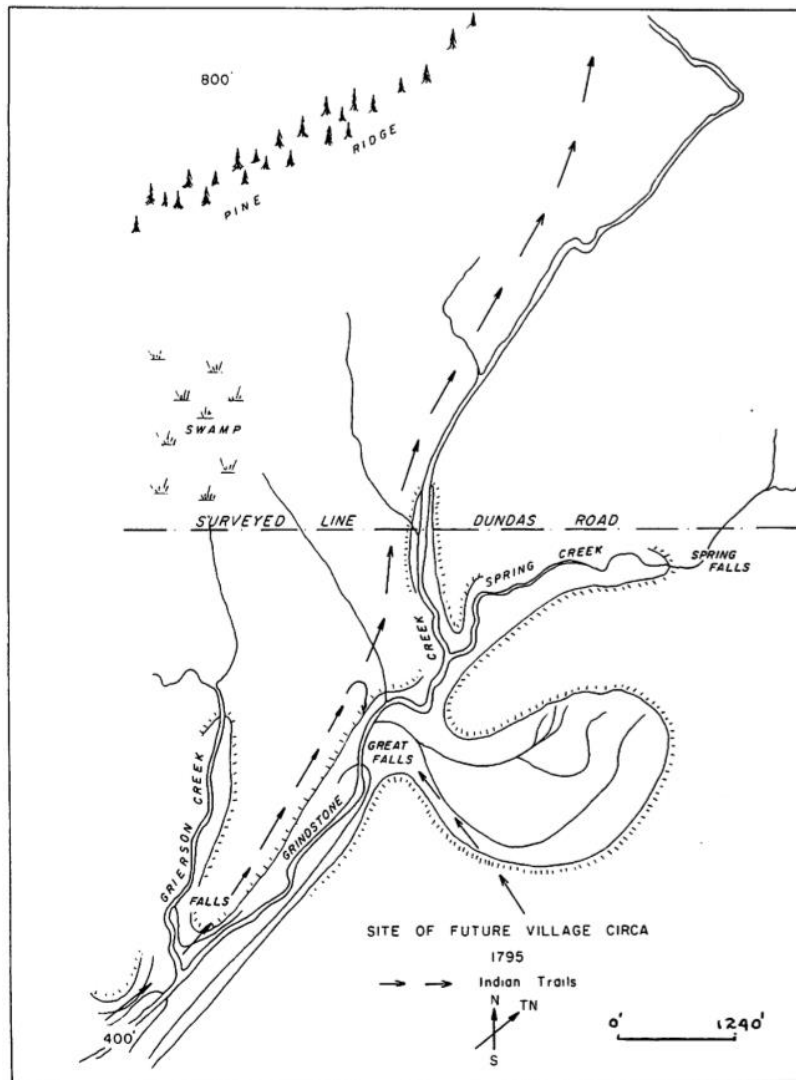 800'
PINE RIDGE
SWAMP
SURVEYED LINE DUNDAS ROAD
SPRING CREEK
SPRING FALLS
CREEK
GREAT FALLS
GRINDSTONE
GRIERSON CREEK
FALLS
400'
SITE OF FUTURE VILLAGE CIRCA
1795
Indian Trails
N
TN
S
0' 1240'